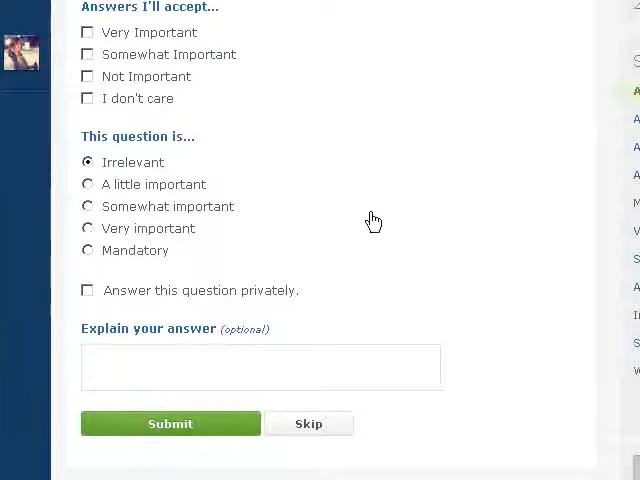 Answers I'll accept...
Very Important
Somewhat Important
Not Important
I don't care
This question is...
Irrelevant
A little important
Somewhat important
Very important
Mandatory
Answer this question privately.
Explain your answer (optional)
Submit
Skip